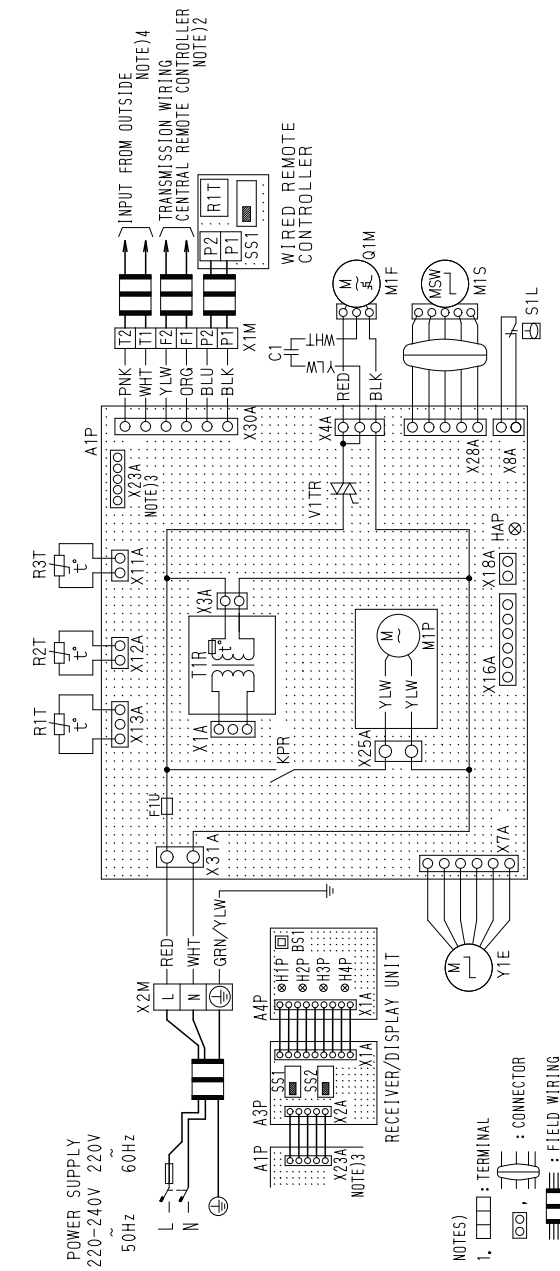 POWER SUPPLY
220-240V 220V
~ ~
50Hz 60Hz
L
N
X2M
L
N
RED
WHT
GRN/YLW
X31A
F1U
R1T
t°
X13A
R2T
t°
X12A
R3T
t°
X11A
A1P
X23A
NOTE)3
X30A
PNK
WHT
YLW
ORG
BLU
BLK
T2
T1
F2
F1
P2
P1
X1M
INPUT FROM OUTSIDE
NOTE)4
TRANSMISSION WIRING
CENTRAL REMOTE CONTROLLER
NOTE)2
P2
P1
R1T
SS1
WIRED REMOTE
CONTROLLER
X1A
T1R
t°
X3A
KPR
X25A
YLW
YLW
M
~
M1P
V1TR
X4A
RED
YLW
WHT
BLK
C1
M
~
Q1M
M1F
X28A
MSW
M1S
X8A
S1L
HAP
X18A
X16A
X7A
M
Y1E
A1P
X23A
NOTE)3
A3P
X2A
SS1
SS2
X1A
A4P
X1A
H1P
H2P
H3P
H4P
BS1
RECEIVER/DISPLAY UNIT
NOTES)
1. : TERMINAL
, : CONNECTOR
: FIELD WIRING